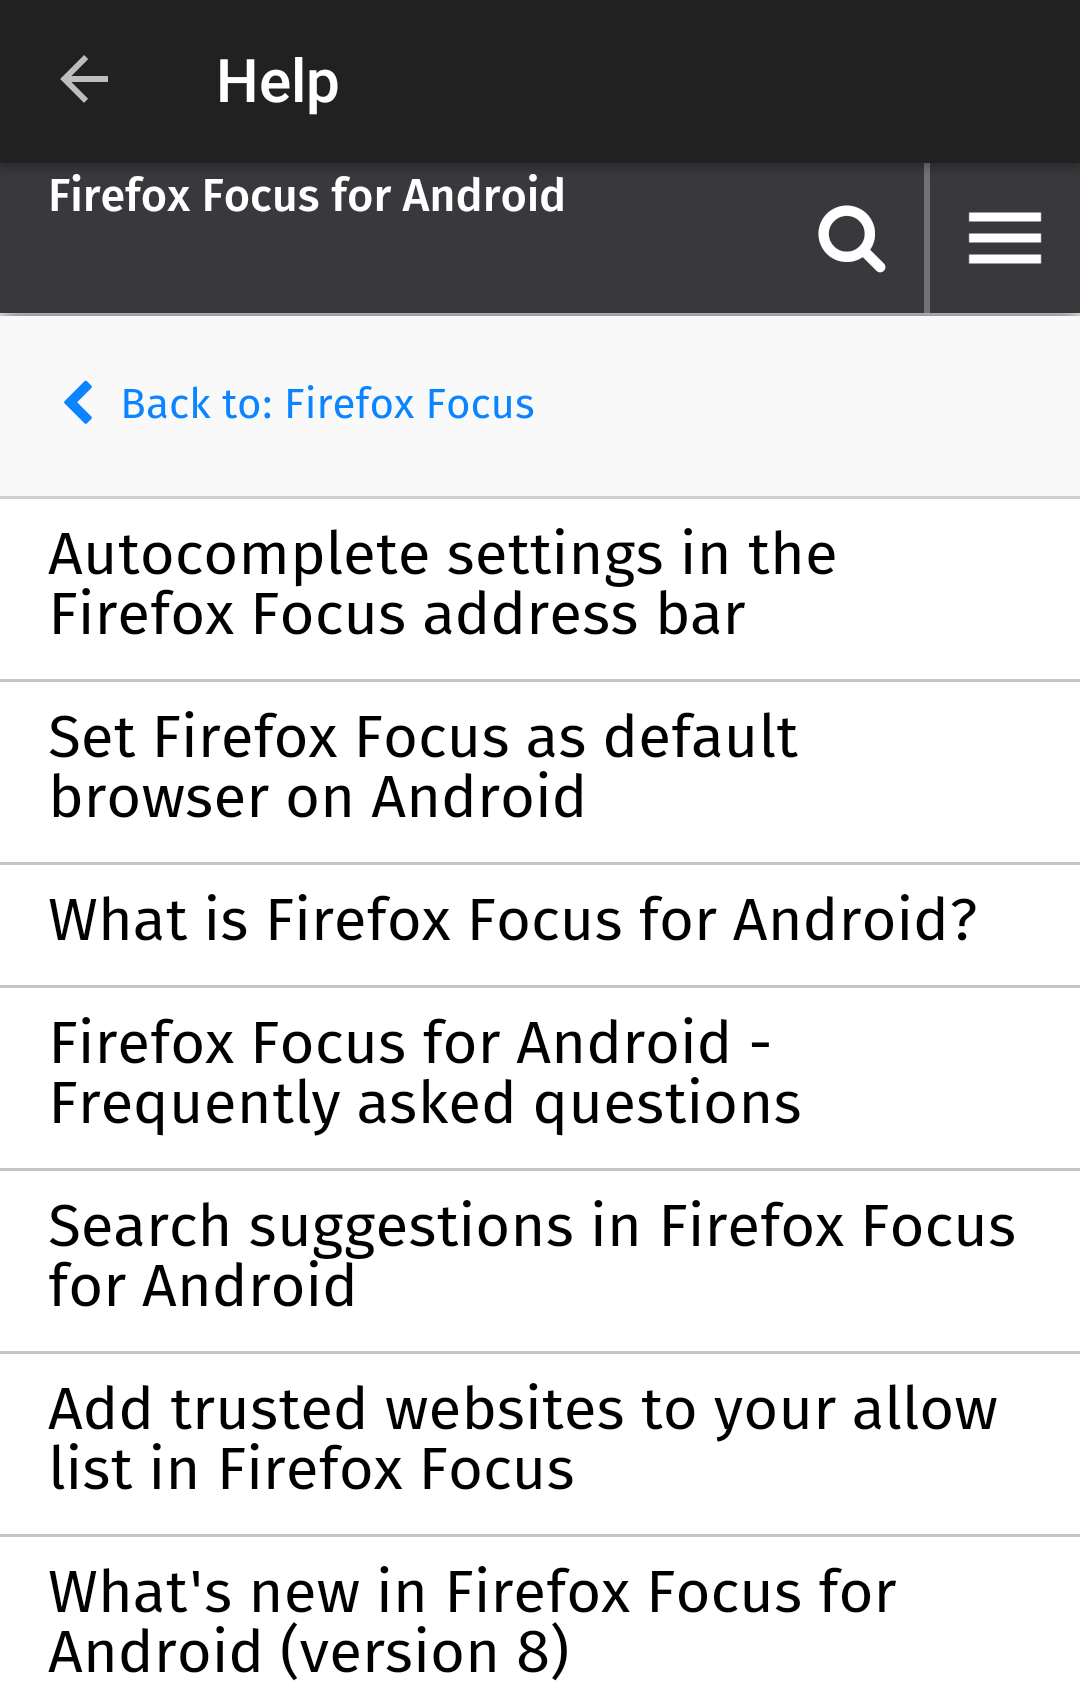 Help
Firefox Focus for Android
Back to: Firefox Focus
Autocomplete settings in the
Firefox Focus address bar
Set Firefox Focus as default
browser on Android
What is Firefox Focus for Android?
Firefox Focus for Android -
Frequently asked questions
Search suggestions in Firefox Focus
for Android
Add trusted websites to your allow
list in Firefox Focus
What's new in Firefox Focus for
Android (version 8)